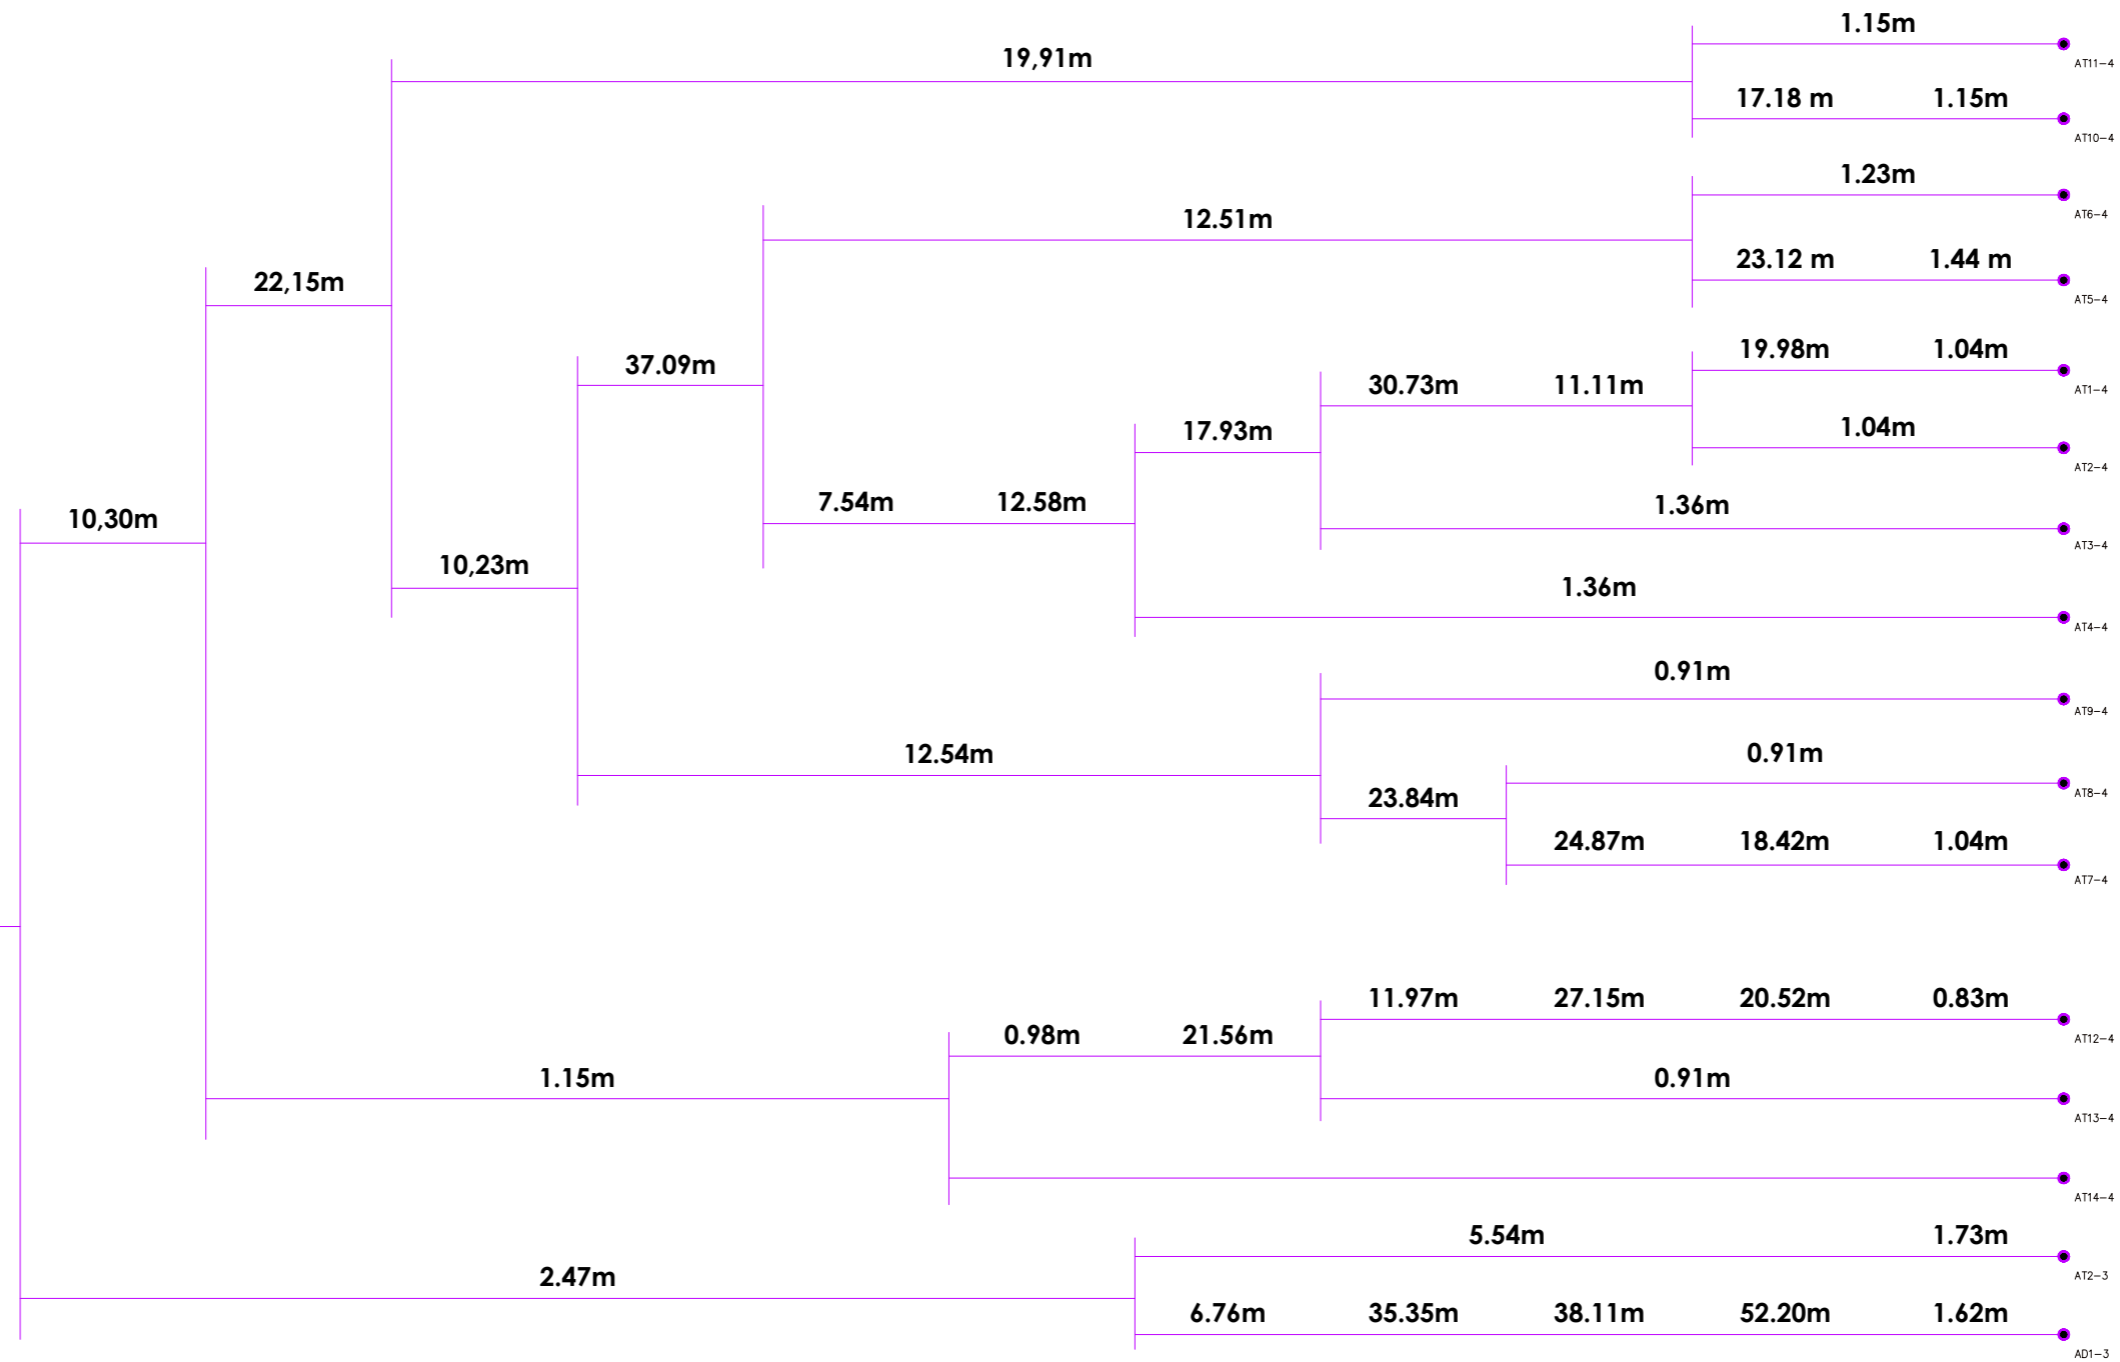 1.15m
19,91m
AT11-4
17.18 m 1.15m
AT10-4
1.23m
AT6-4
12.51m
23.12 m 1.44 m
22,15m
AT5-4
19.98m 1.04m
37.09m
30.73m 11.11m
AT1-4
1.04m
17.93m
AT2-4
7.54m 12.58m
1.36m
10,30m
AT3-4
10,23m
1.36m
AT4-4
0.91m
AT9-4
12.54m
0.91m
23.84m
AT8-4
24.87m 18.42m 1.04m
AT7-4
11.97m 27.15m 20.52m 0.83m
0.98m 21.56m
AT12-4
1.15m
0.91m
AT13-4
AT14-4
5.54m 1.73m
2.47m
AT2-3
6.76m 35.35m 38.11m 52.20m 1.62m
AD1-3